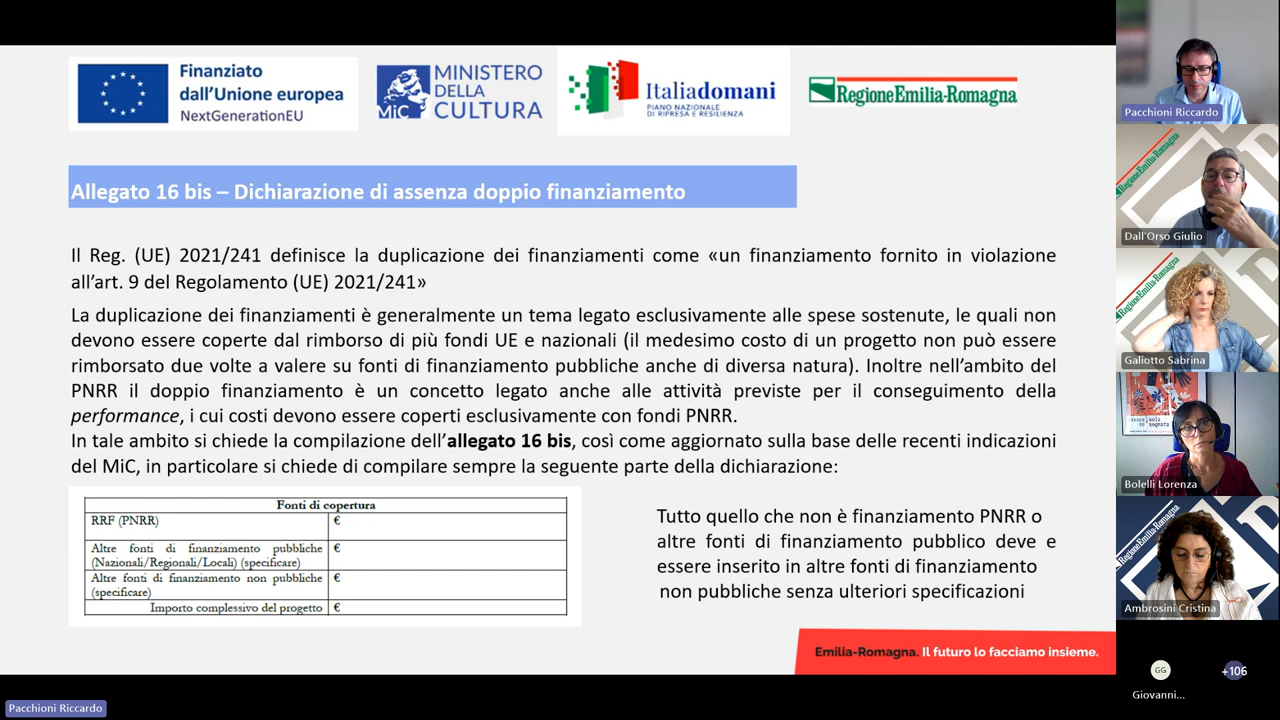 Finanziato
dall'Unione europea
NextGenerationEU
MiC
MINISTERO
DELLA
CULTURA
Italiadomani
PIANO NAZIONALE
DI RIPRESA E RESILIENZA
RegioneEmilia-Romagna
Allegato 16 bis – Dichiarazione di assenza doppio finanziamento
Il Reg. (UE) 2021/241 definisce la duplicazione dei finanziamenti come «un finanziamento fornito in violazione
all'art. 9 del Regolamento (UE) 2021/241»
La duplicazione dei finanziamenti è generalmente un tema legato esclusivamente alle spese sostenute, le quali non
devono essere coperte dal rimborso di più fondi UE e nazionali (il medesimo costo di un progetto non può essere
rimborsato due volte a valere su fonti di finanziamento pubbliche anche di diversa natura). Inoltre nell'ambito del
PNRR il doppio finanziamento è un concetto legato anche alle attività previste per il conseguimento della
performance, i cui costi devono essere coperti esclusivamente con fondi PNRR.
In tale ambito si chiede la compilazione dell'allegato 16 bis, così come aggiornato sulla base delle recenti indicazioni
del MiC, in particolare si chiede di compilare sempre la seguente parte della dichiarazione:
Fonti di copertura
RRF (PNRR) €
Altre fonti di finanziamento pubbliche €
(Nazionali/Regionali/Locali) (specificare)
Altre fonti di finanziamento non pubbliche €
(specificare)
Importo complessivo del progetto €
Tutto quello che non è finanziamento PNRR o
altre fonti di finanziamento pubblico deve e
essere inserito in altre fonti di finanziamento
non pubbliche senza ulteriori specificazioni
Emilia-Romagna. Il futuro lo facciamo insieme.
Pacchioni Riccardo
Pacchioni Riccardo
RegioneEmilia-Romagna
Dall'Orso Giulio
RegioneEmilia-Romagna
Galiotto Sabrina
Bolelli Lorenza
RegioneEmilia-Romagna
Ambrosini Cristina
GG
+106
Giovanni...